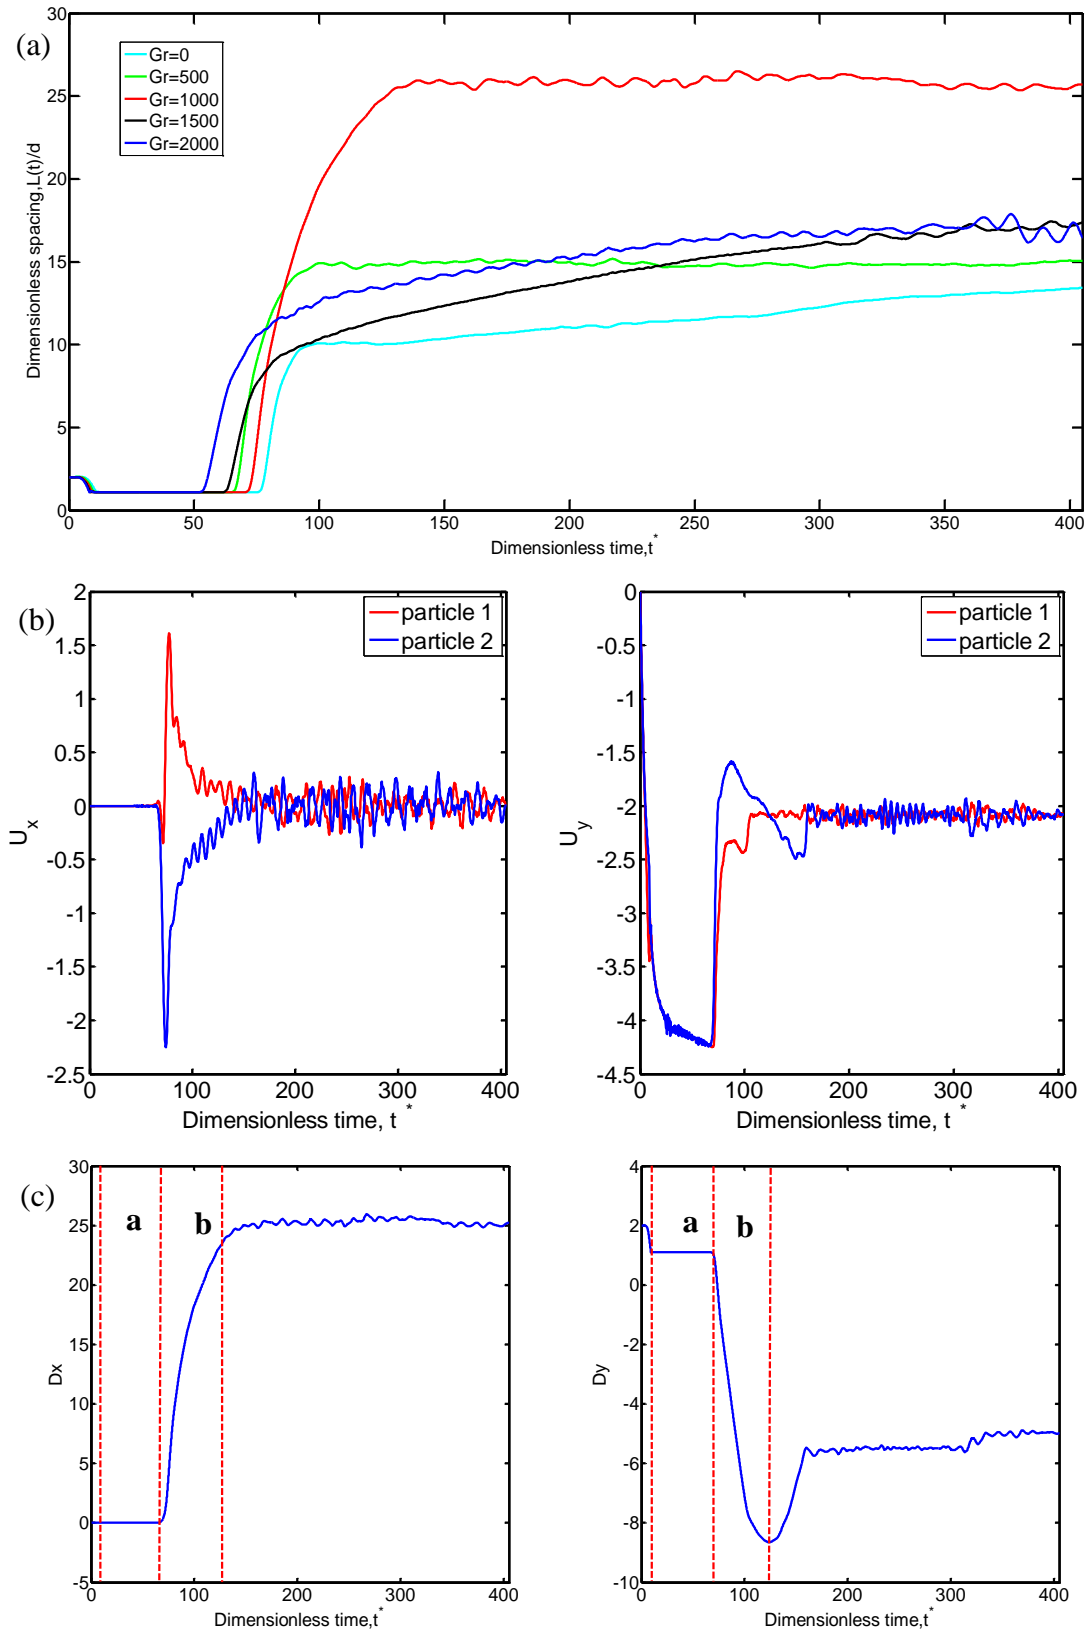 (a)
30
25
20
15
10
5
0
Dimensionless spacing,L(t)/d
Gr=0
Gr=500
Gr=1000
Gr=1500
Gr=2000
0 50 100 150 200 250 300 350 400
Dimensionless time,t*
(b)
2
1.5
1
0.5
0
-0.5
-1
-1.5
-2
-2.5
U_x
particle 1
particle 2
0 100 200 300 400
Dimensionless time, t *
0
-0.5
-1
-1.5
-2
-2.5
-3
-3.5
-4
-4.5
U_y
particle 1
particle 2
0 100 200 300 400
Dimensionless time, t *
(c)
30
25
20
15
10
5
0
-5
Dx
a b
0 100 200 300 400
Dimensionless time,t*
4
2
0
-2
-4
-6
-8
-10
Dy
a b
0 100 200 300 400
Dimensionless time,t*